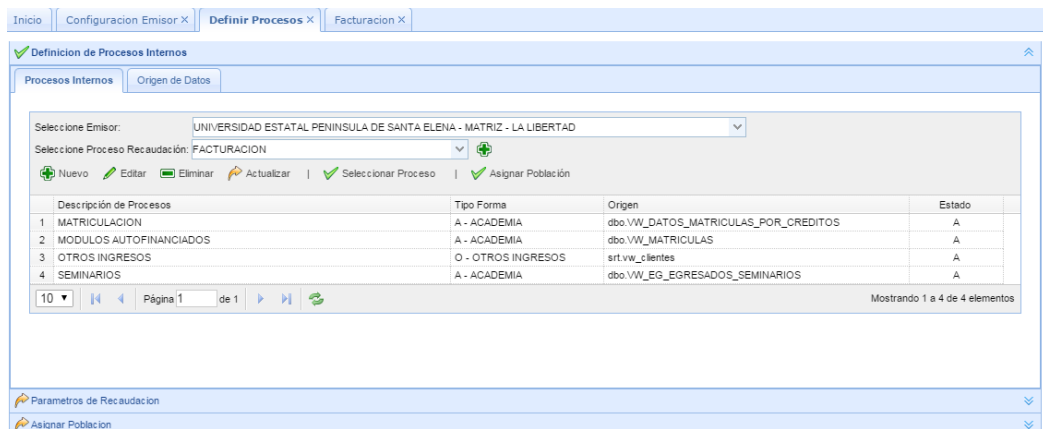 Inicio Configuracion Emisor × Definir Procesos × Facturacion ×
Definicion de Procesos Internos
Procesos Internos Origen de Datos
Seleccione Emisor: UNIVERSIDAD ESTATAL PENINSULA DE SANTA ELENA - MATRIZ - LA LIBERTAD
Seleccione Proceso Recaudación: FACTURACION
Nuevo Editar Eliminar Actualizar | Seleccionar Proceso | Asignar Población
Descripción de Procesos Tipo Forma Origen Estado
1 MATRICULACION A - ACADEMIA dbo.VW_DATOS_MATRICULAS_POR_CREDITOS A
2 MODULOS AUTOFINANCIADOS A - ACADEMIA dbo.VW_MATRICULAS A
3 OTROS INGRESOS O - OTROS INGRESOS srt.vw_clientes A
4 SEMINARIOS A - ACADEMIA dbo.VW_EG_EGRESADOS_SEMINARIOS A
10 Página 1 de 1 Mostrando 1 a 4 de 4 elementos
Parametros de Recaudacion
Asignar Poblacion